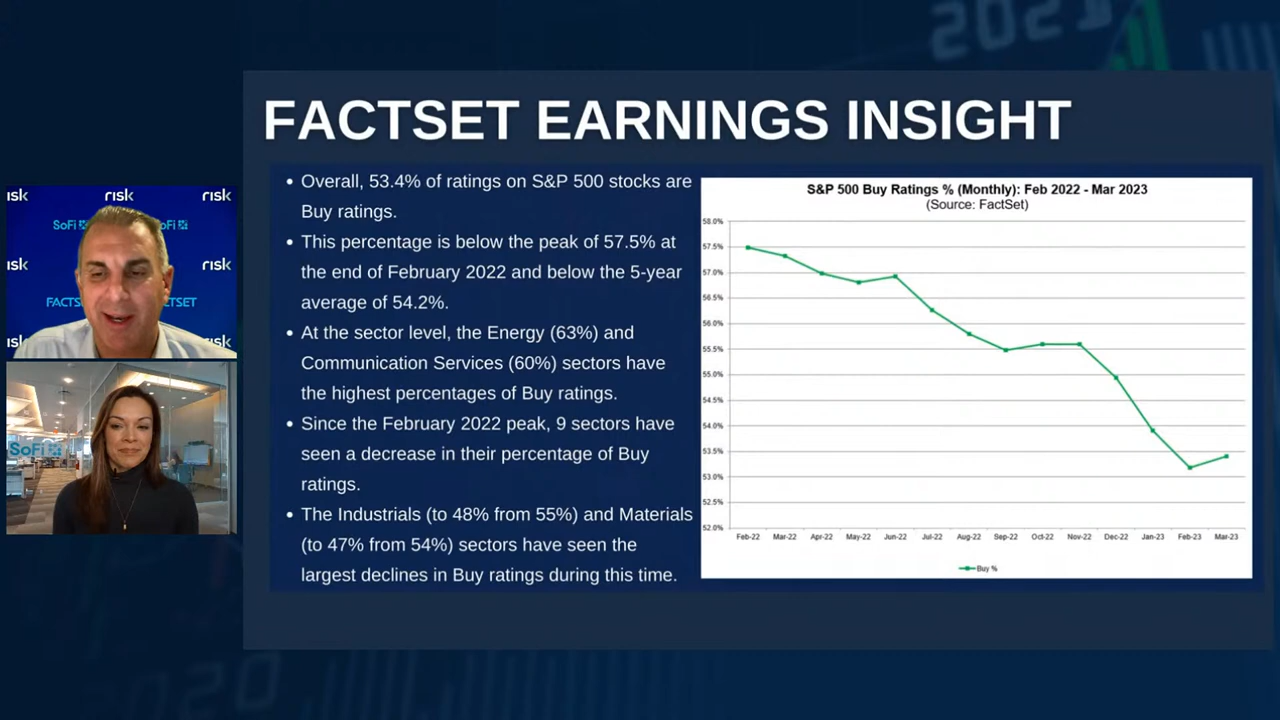 2021
FACTSET EARNINGS INSIGHT
• Overall, 53.4% of ratings on S&P 500 stocks are
Buy ratings.
• This percentage is below the peak of 57.5% at
the end of February 2022 and below the 5-year
average of 54.2%.
• At the sector level, the Energy (63%) and
Communication Services (60%) sectors have
the highest percentages of Buy ratings.
• Since the February 2022 peak, 9 sectors have
seen a decrease in their percentage of Buy
ratings.
• The Industrials (to 48% from 55%) and Materials
(to 47% from 54%) sectors have seen the
largest declines in Buy ratings during this time.
S&P 500 Buy Ratings % (Monthly): Feb 2022 - Mar 2023
(Source: FactSet)
58.0%
57.5%
57.0%
56.5%
56.0%
55.5%
55.0%
54.5%
54.0%
53.5%
53.0%
52.5%
52.0%
Feb-22 Mar-22 Apr-22 May-22 Jun-22 Jul-22 Aug-22 Sep-22 Oct-22 Nov-22 Dec-22 Jan-23 Feb-23 Mar-23
Buy %
isk risk risk
SoFi Fi
isk risk
FACTS TSET
SoFi
2020